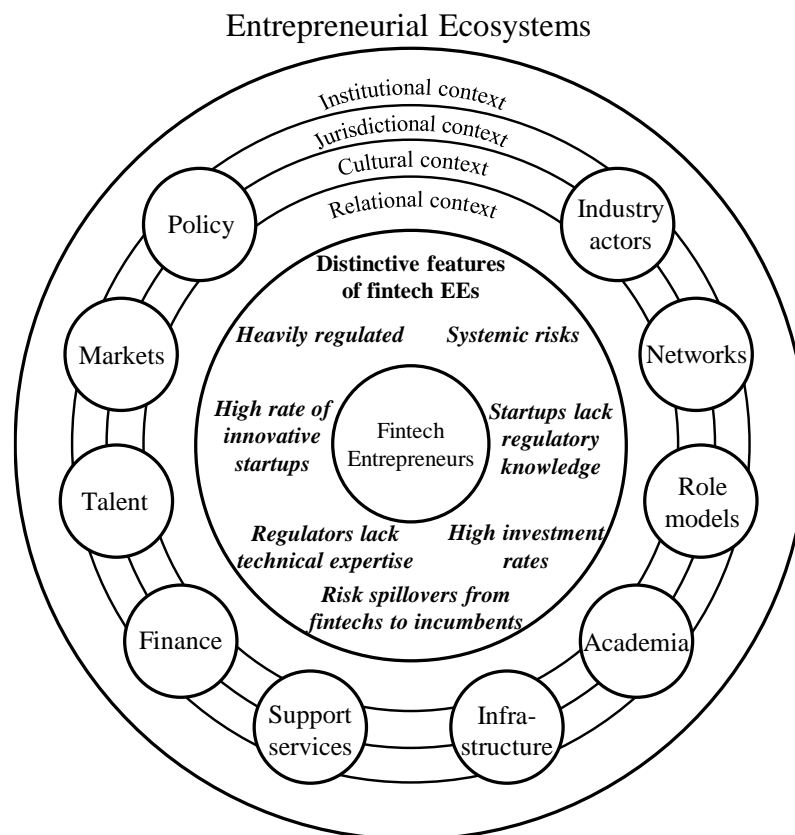 Entrepreneurial Ecosystems
Institutional context
Jurisdictional context
Cultural context
Relational context
Policy
Industry
actors
Distinctive features
of fintech EEs
Heavily regulated
Systemic risks
Markets
Networks
High rate of
innovative
startups
Fintech
Entrepreneurs
Startups lack
regulatory
knowledge
Talent
Role
models
Regulators lack
technical expertise
High investment
rates
Risk spillovers from
fintechs to incumbents
Finance
Academia
Support
services
Infra-
structure